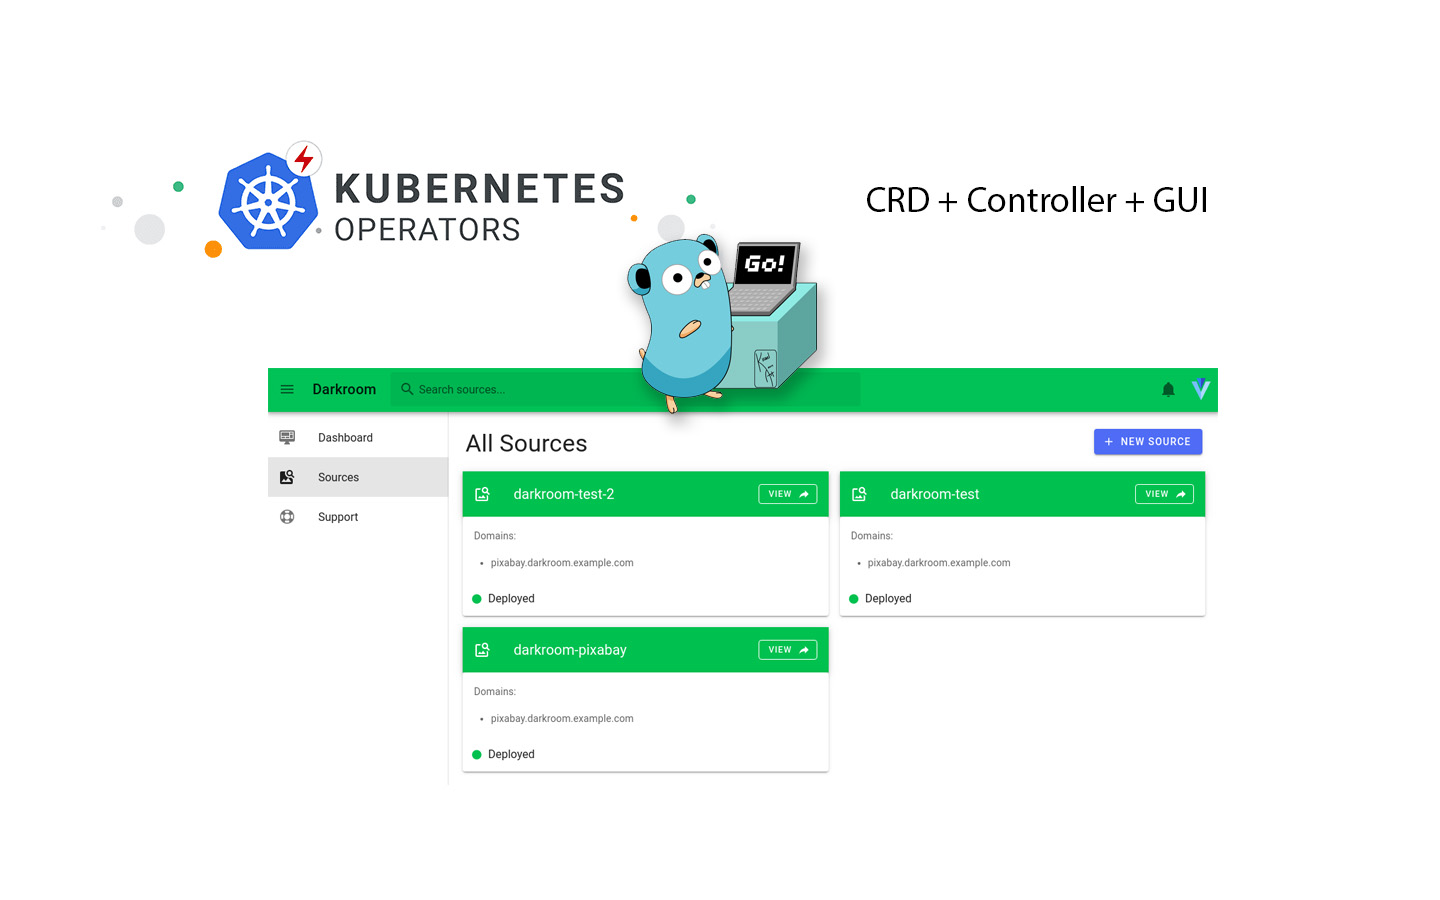 KUBERNETES
OPERATORS
CRD + Controller + GUI
Go!
Darkroom
Search sources...
Dashboard
Sources
Support
All Sources
+ NEW SOURCE
darkroom-test-2
VIEW
Domains:
• pixabay.darkroom.example.com
Deployed
darkroom-test
VIEW
Domains:
• pixabay.darkroom.example.com
Deployed
darkroom-pixabay
VIEW
Domains:
• pixabay.darkroom.example.com
Deployed